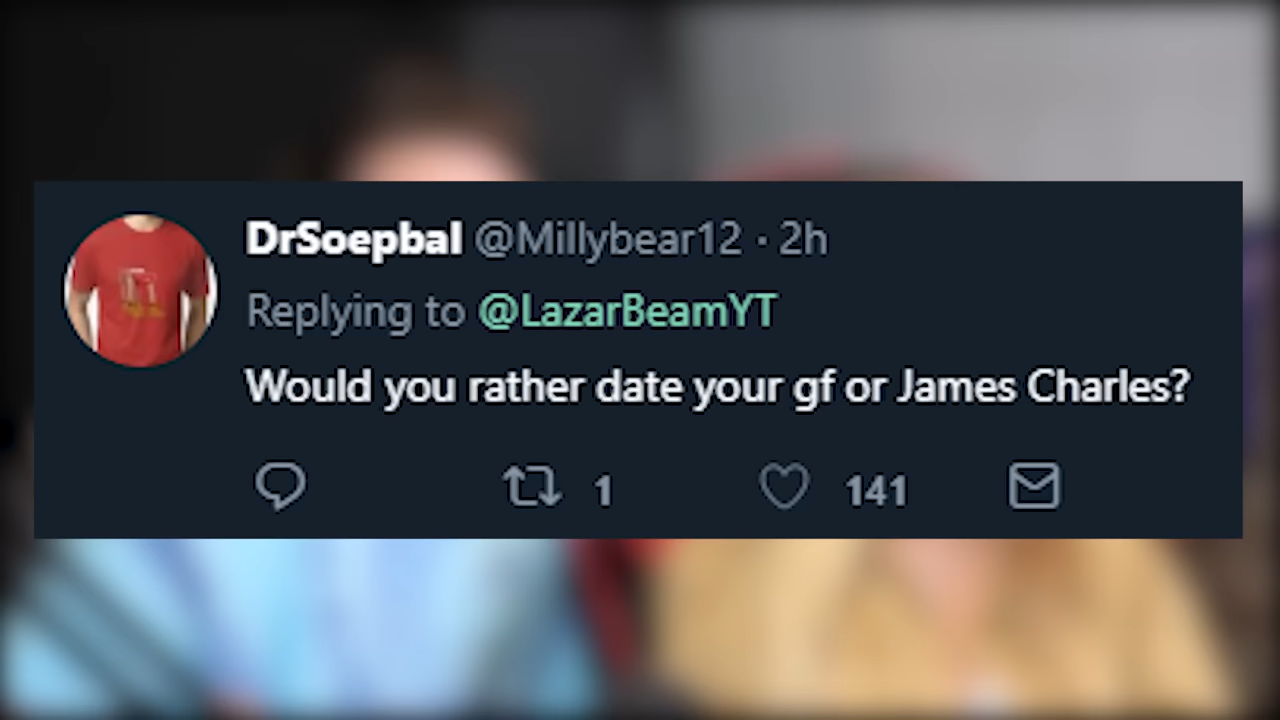 DrSoepbal @Millybear12 · 2h
Replying to @LazarBeamYT
Would you rather date your gf or James Charles?
1 141